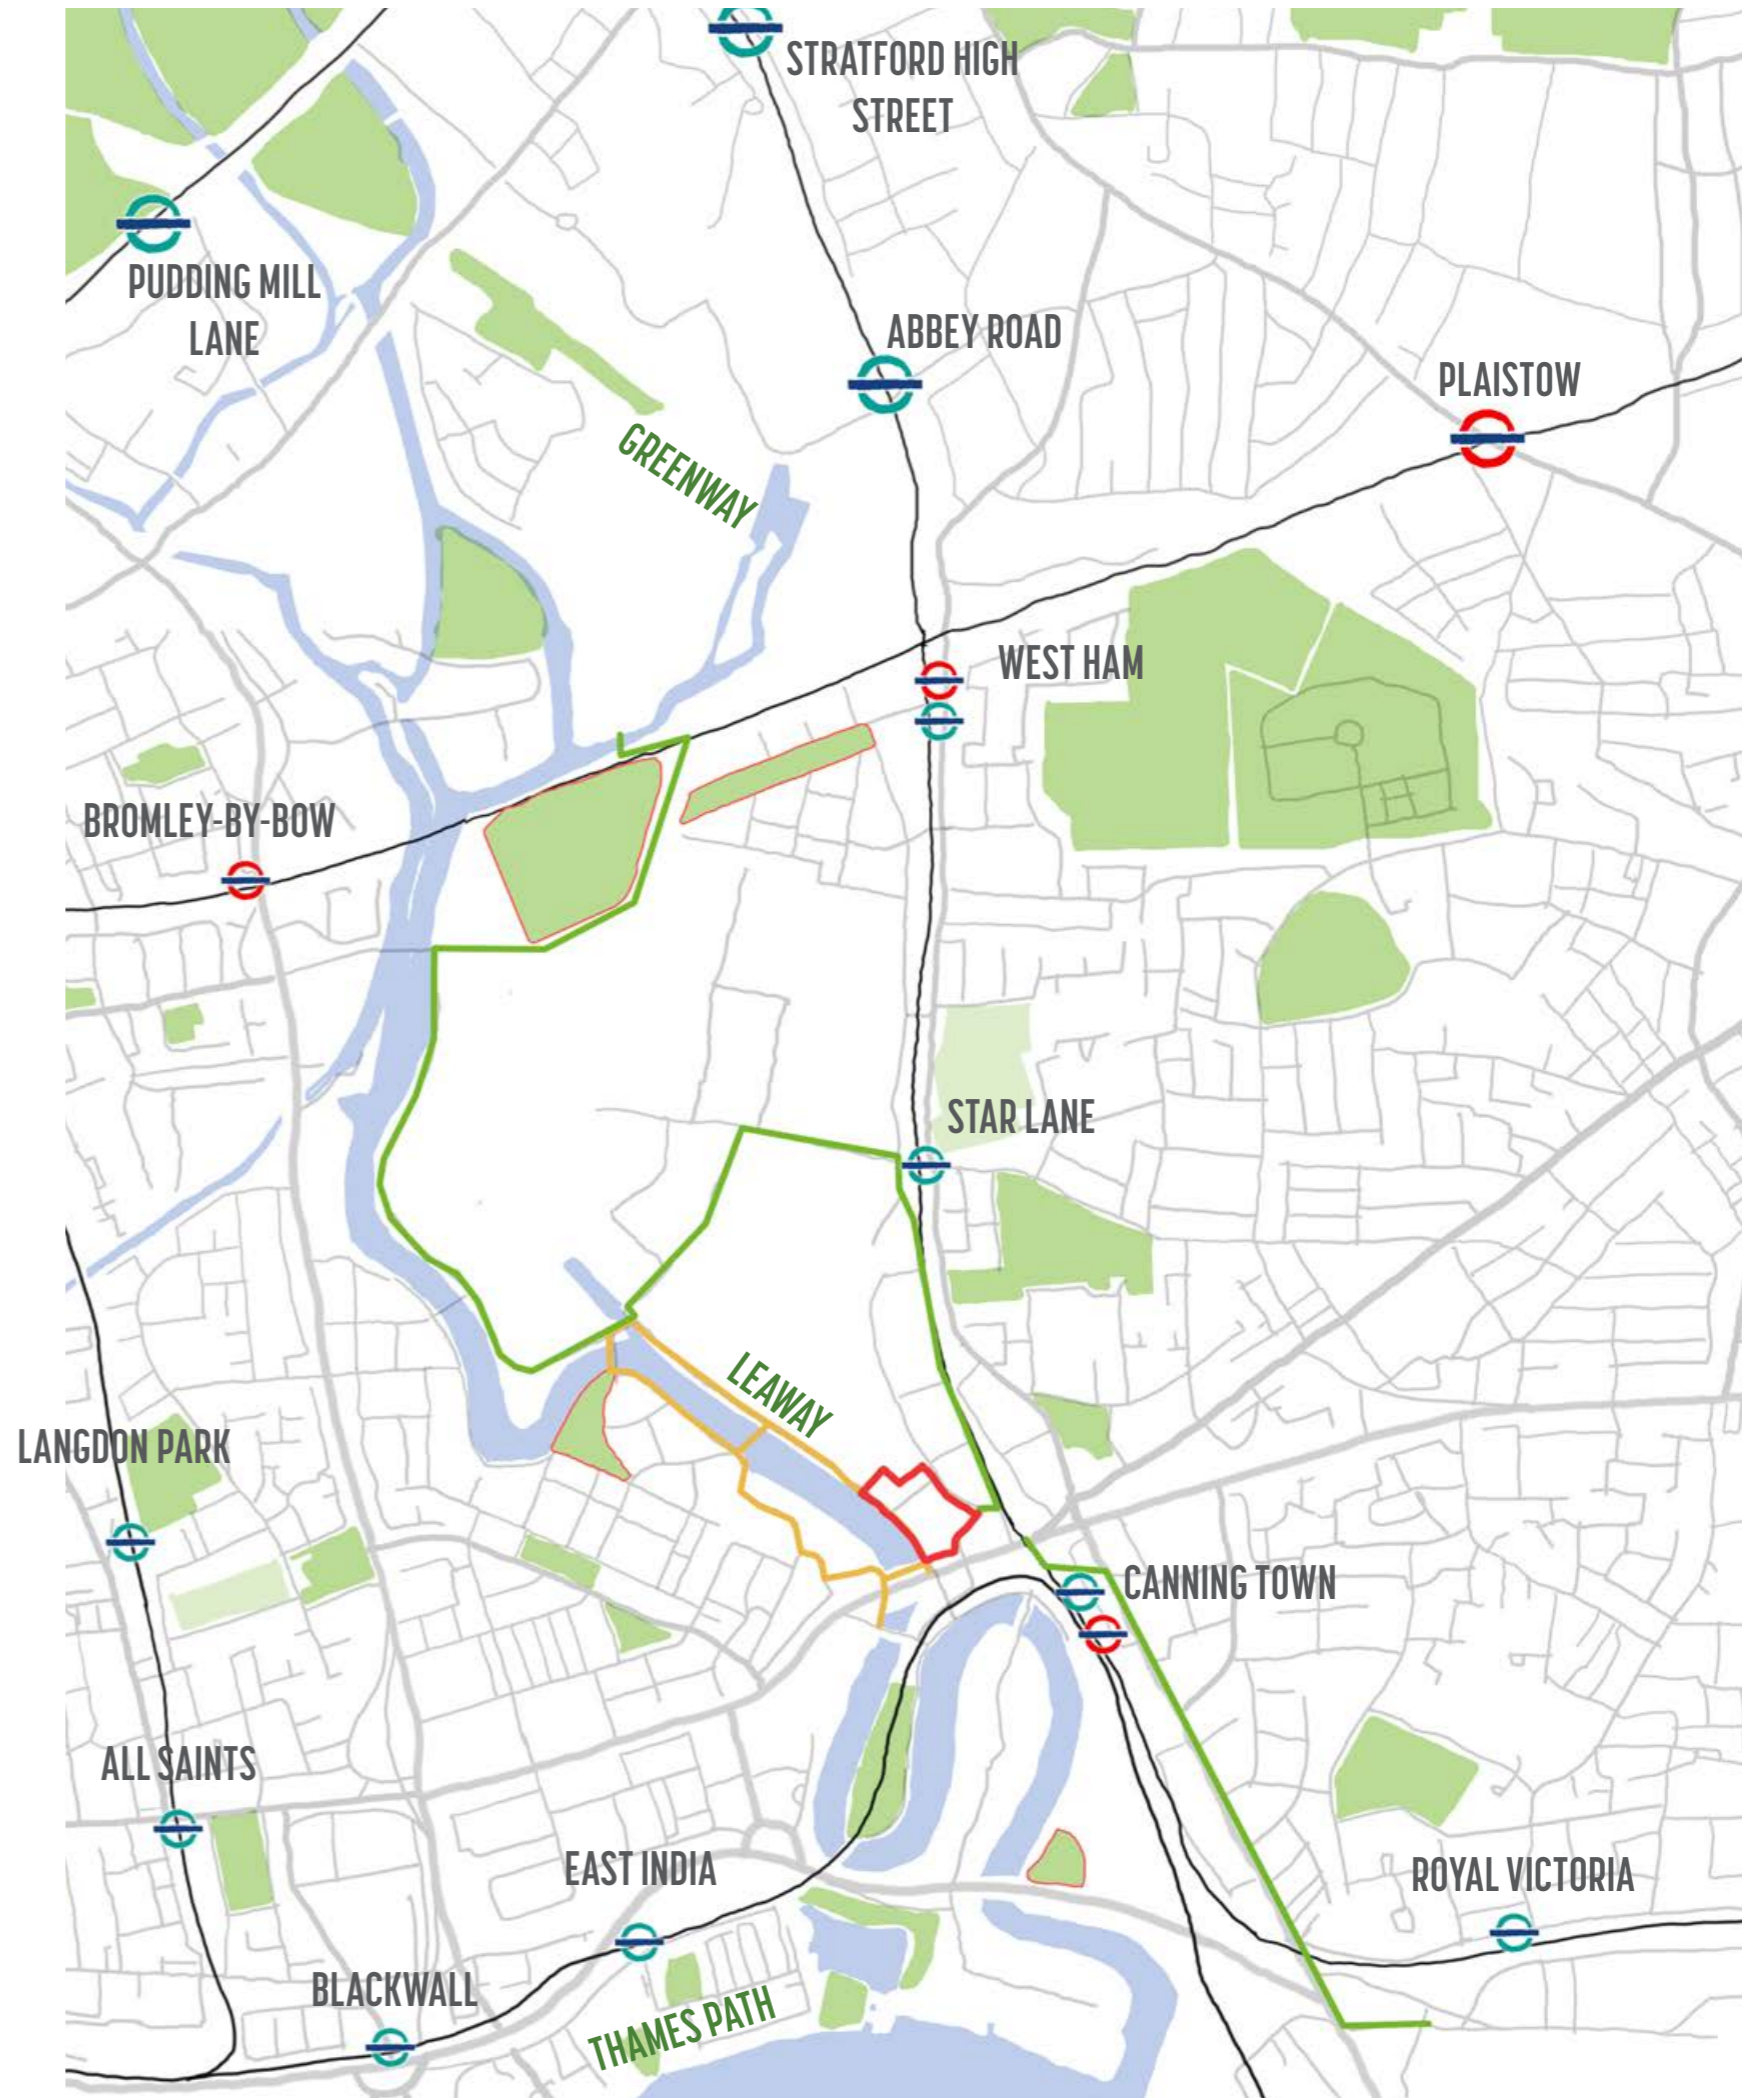 STRATFORD HIGH
STREET
PUDDING MILL
LANE
ABBEY ROAD
PLAISTOW
GREENWAY
WEST HAM
BROMLEY-BY-BOW
STAR LANE
LEAWAY
LANGDON PARK
CANNING TOWN
ALL SAINTS
EAST INDIA
ROYAL VICTORIA
BLACKWALL
THAMES PATH